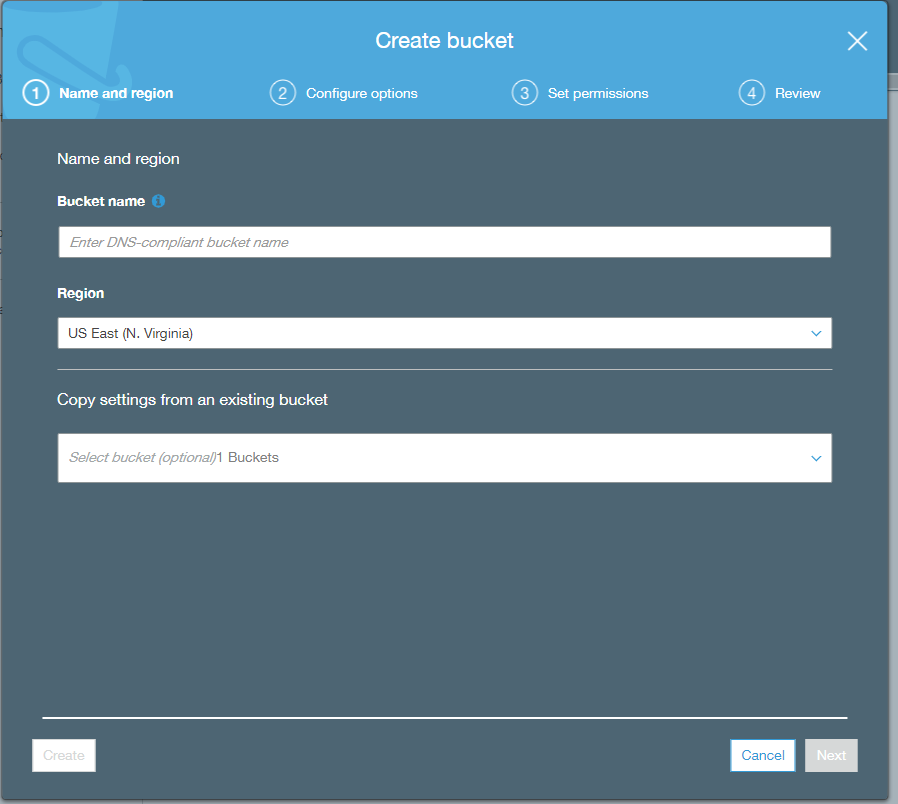 Create bucket
1 Name and region
2 Configure options
3 Set permissions
4 Review
Name and region
Bucket name
Enter DNS-compliant bucket name
Region
US East (N. Virginia)
Copy settings from an existing bucket
Select bucket (optional)1 Buckets
Create
Cancel
Next